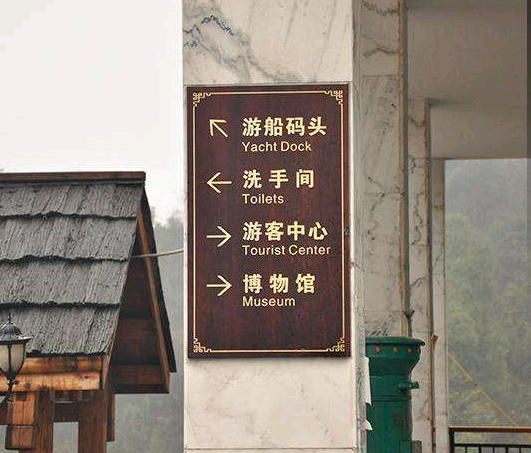 游船码头
Yacht Dock
洗手间
Toilets
游客中心
Tourist Center
博物馆
Museum